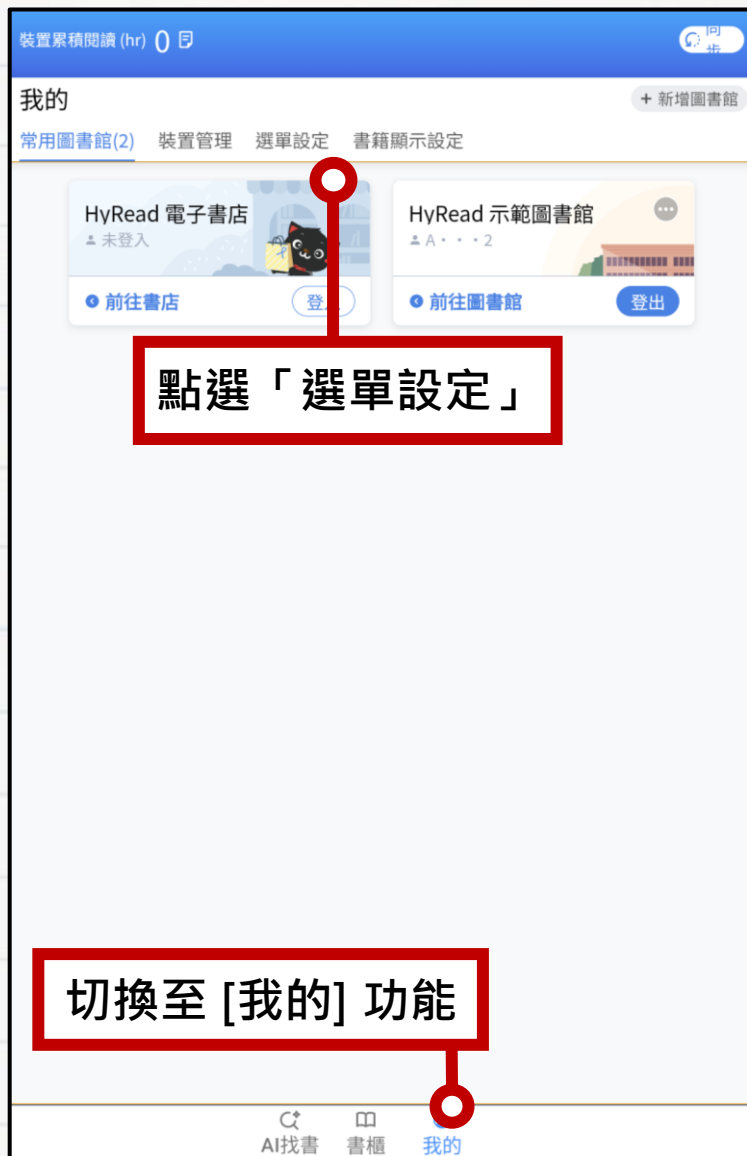 裝置累積閱讀 (hr) 0
同步
我的
+ 新增圖書館
常用圖書館(2) 裝置管理 選單設定 書籍顯示設定
HyRead 電子書店
未登入
前往書店
HyRead 示範圖書館
A···2
前往圖書館 登出
點選「選單設定」
切換至 [我的] 功能
AI找書 書櫃 我的